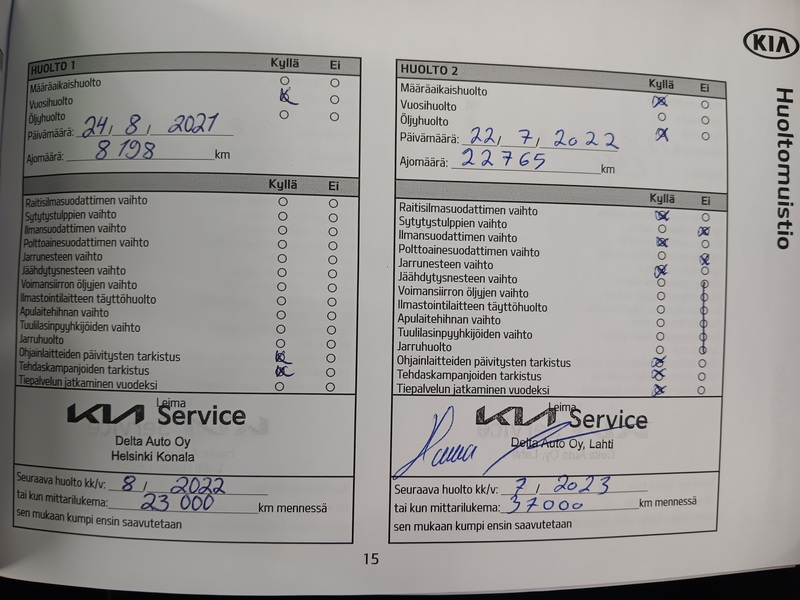 KIA
Huoltomuistio
HUOLTO 1 Kyllä Ei
Määräaikaishuolto
Vuosihuolto
Öljyhuolto
Päivämäärä: 24, 8, 2021
Ajomäärä: 8198 km
Kyllä Ei
Raitisilmasuodattimen vaihto
Sytytystulppien vaihto
Ilmansuodattimen vaihto
Polttoainesuodattimen vaihto
Jarrunesteen vaihto
Jäähdytysnesteen vaihto
Voimansiirron öljyjen vaihto
Ilmastointilaitteen täyttöhuolto
Apulaitehihnan vaihto
Tuulilasinpyyhkijöiden vaihto
Jarruhuolto
Ohjainlaitteiden päivitysten tarkistus
Tehdaskampanjoiden tarkistus
Tiepalvelun jatkaminen vuodeksi
Leima
KIA Service
Delta Auto Oy
Helsinki Konala
Seuraava huolto kk/v: 8, 2022
tai kun mittarilukema: 23 000 km mennessä
sen mukaan kumpi ensin saavutetaan
HUOLTO 2 Kyllä Ei
Määräaikaishuolto
Vuosihuolto
Öljyhuolto
Päivämäärä: 22, 7, 2022
Ajomäärä: 22765 km
Kyllä Ei
Raitisilmasuodattimen vaihto
Sytytystulppien vaihto
Ilmansuodattimen vaihto
Polttoainesuodattimen vaihto
Jarrunesteen vaihto
Jäähdytysnesteen vaihto
Voimansiirron öljyjen vaihto
Ilmastointilaitteen täyttöhuolto
Apulaitehihnan vaihto
Tuulilasinpyyhkijöiden vaihto
Jarruhuolto
Ohjainlaitteiden päivitysten tarkistus
Tehdaskampanjoiden tarkistus
Tiepalvelun jatkaminen vuodeksi
Leima
KIA Service
Delta Auto Oy, Lahti
Seuraava huolto kk/v: 7, 2023
tai kun mittarilukema: 37000 km mennessä
sen mukaan kumpi ensin saavutetaan
15